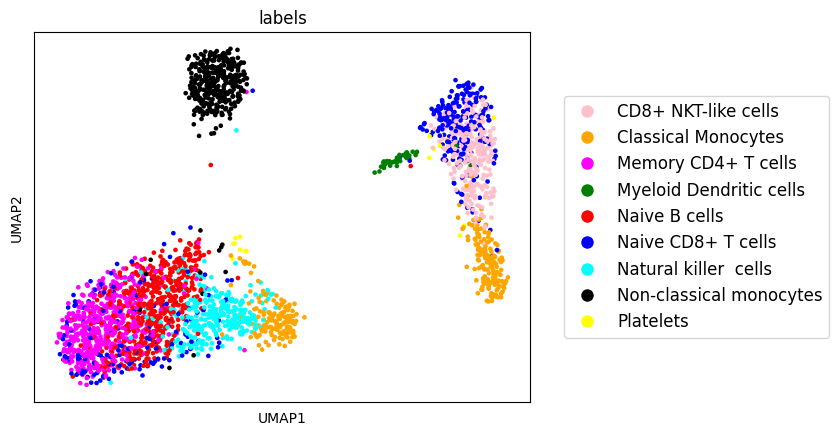 labels
UMAP2
UMAP1
CD8+ NKT-like cells
Classical Monocytes
Memory CD4+ T cells
Myeloid Dendritic cells
Naive B cells
Naive CD8+ T cells
Natural killer  cells
Non-classical monocytes
Platelets